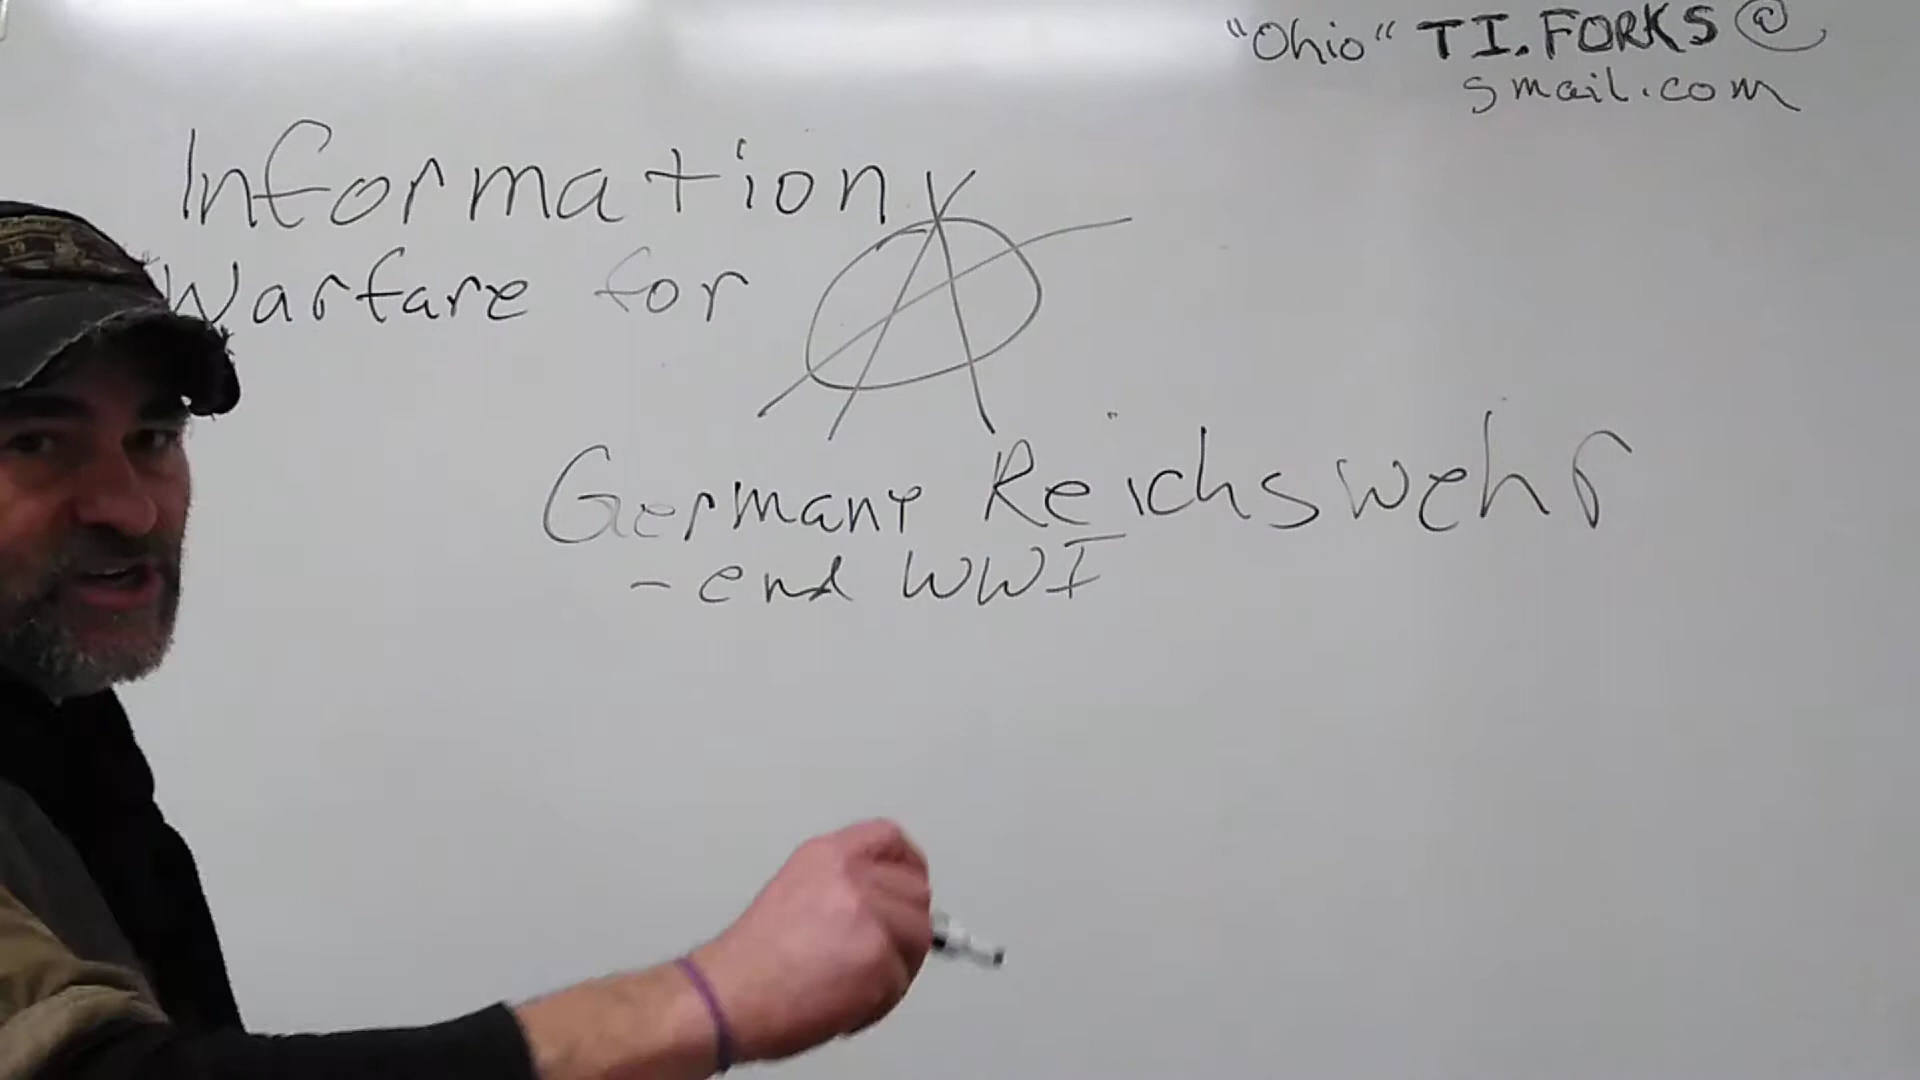 "Ohio" TI.FORKS@
gmail.com
Information
Warfare for A
Germany Reichswehr
- end WWI